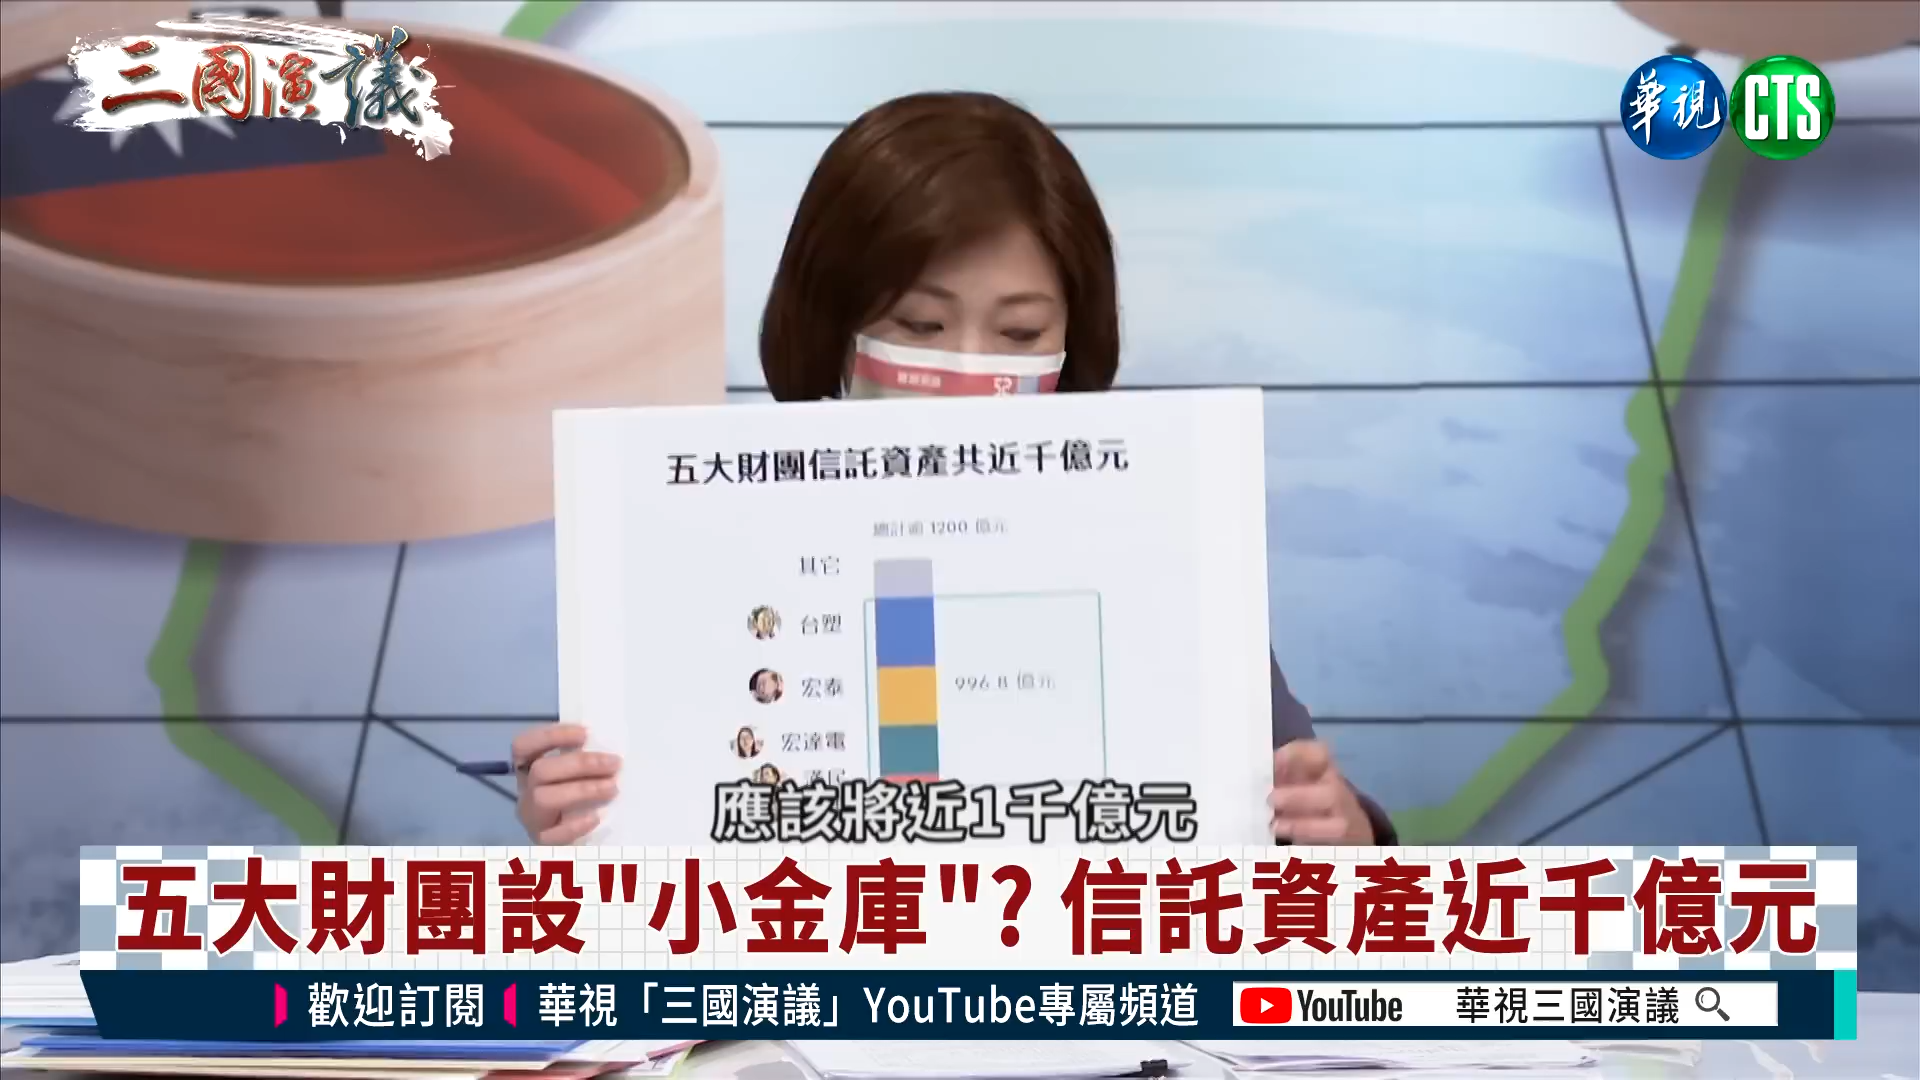 三國演議
華視 CTS
五大財團信託資產共近千億元
總計逾 1200 億元
其它
台塑
宏泰
996.8 億元
宏達電
漢民
應該將近1千億元
五大財團設"小金庫"? 信託資產近千億元
歡迎訂閱 華視「三國演議」YouTube專屬頻道 YouTube 華視三國演議